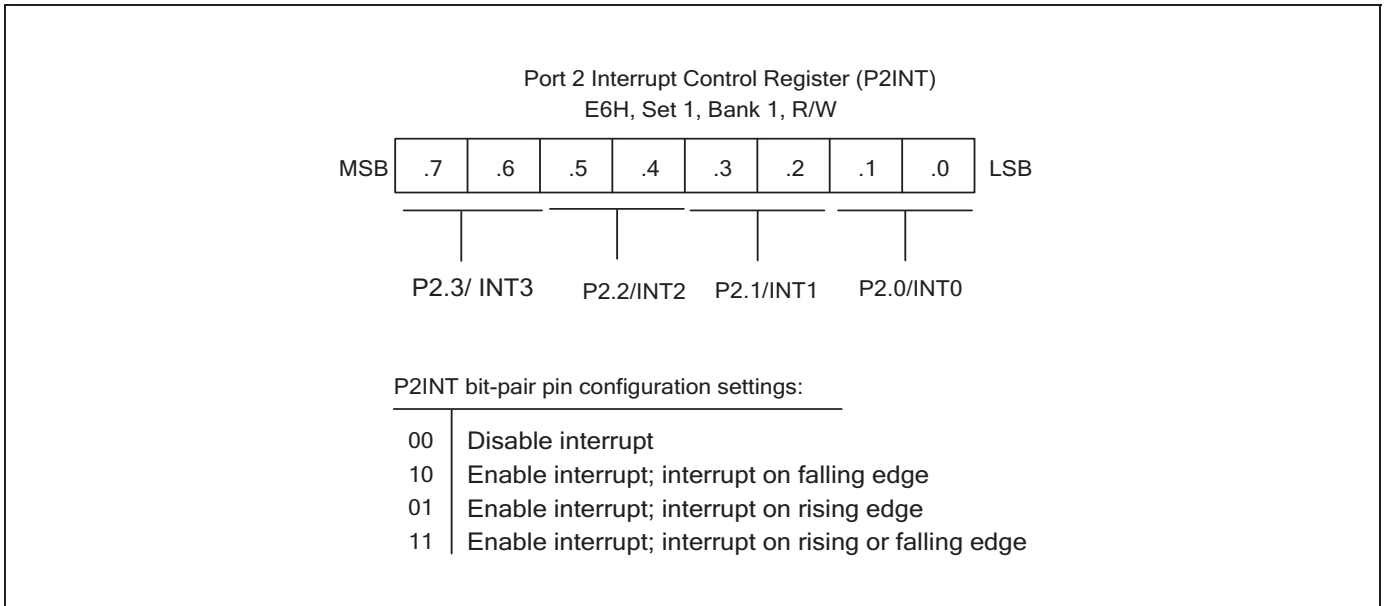 Port 2 Interrupt Control Register (P2INT)
E6H, Set 1, Bank 1, R/W
MSB .7 .6 .5 .4 .3 .2 .1 .0 LSB
P2.3/ INT3 P2.2/INT2 P2.1/INT1 P2.0/INT0
P2INT bit-pair pin configuration settings:
00 Disable interrupt
10 Enable interrupt; interrupt on falling edge
01 Enable interrupt; interrupt on rising edge
11 Enable interrupt; interrupt on rising or falling edge